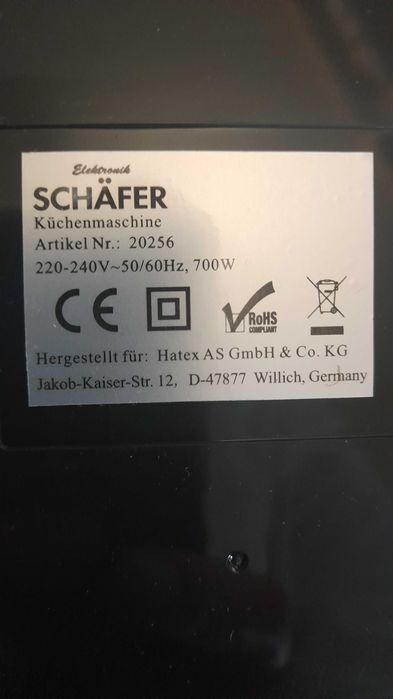 Elektronik
SCHÄFER
Küchenmaschine
Artikel Nr.: 20256
220-240V~50/60Hz, 700W
CE
RoHS
COMPLIANT
Hergestellt für: Hatex AS GmbH & Co. KG
Jakob-Kaiser-Str. 12, D-47877 Willich, Germany